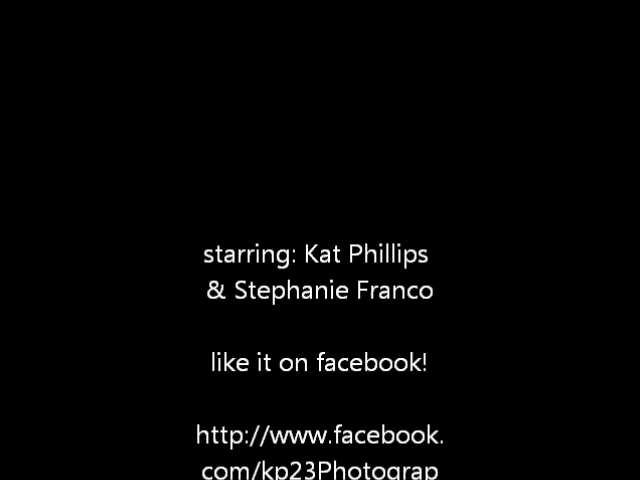 starring: Kat Phillips
& Stephanie Franco
like it on facebook!
http://www.facebook.
com/kp23Photograp